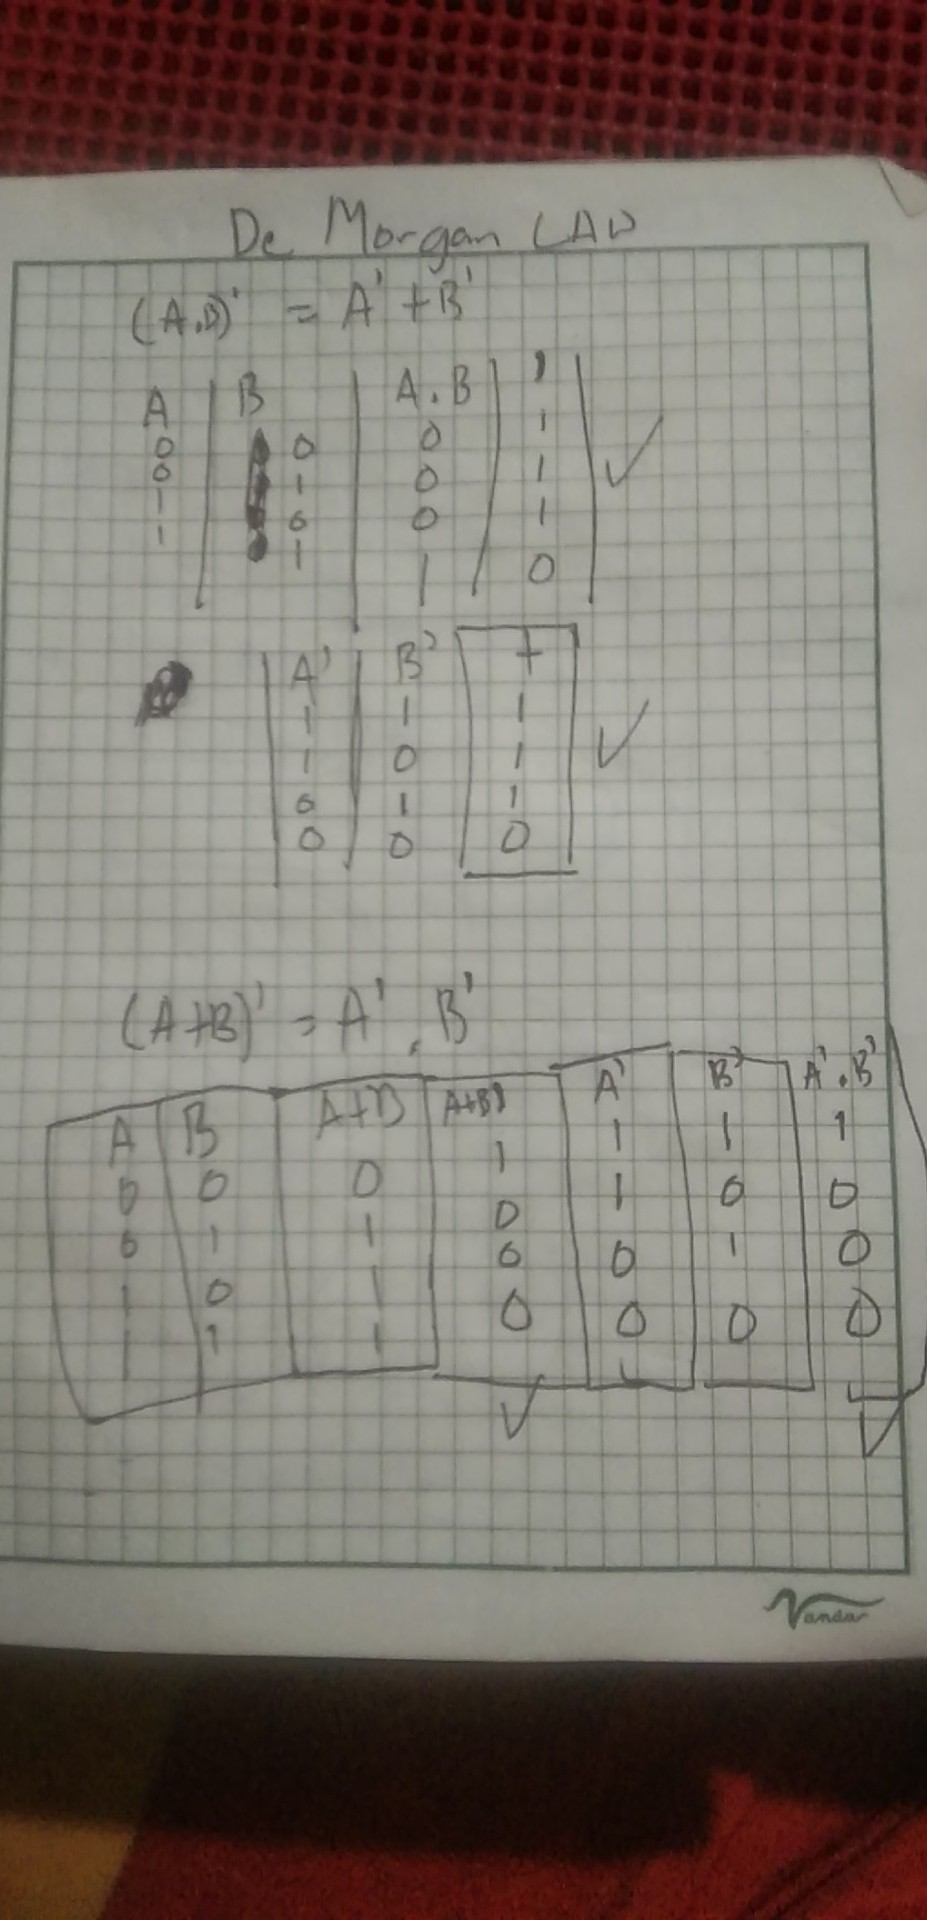 De Morgan LAW
(A.B)' = A' + B'
A | B | A . B | ' |
0 0 0 1
0 1 0 1
1 0 0 1
1 1 1 0
A' | B' | +
1 1 1
1 0 1
0 1 1
0 0 0
(A+B)' = A' . B'
A B A+B A+B) A' B' A'.B'
0 0 0 1 1 1 1
0 1 1 0 1 0 0
1 0 1 0 0 1 0
1 1 1 0 0 0 0
Vanda